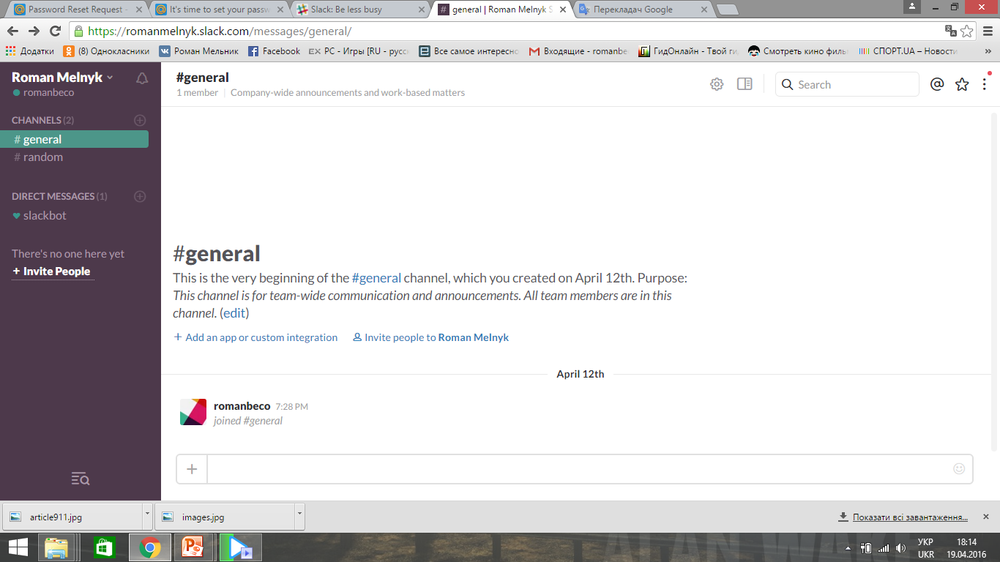 Password Reset Request -
It's time to set your passw
Slack: Be less busy
general | Roman Melnyk S
Перекладач Google
https://romanmelnyk.slack.com/messages/general/
Додатки
(8) Одноклассники
Роман Мельник
Facebook
EX PC - Игры [RU - русс
Все самое интересно
Входящие - romanbe
ГидОнлайн - Твой ги
Смотреть кино филь
СПОРТ.UA – Новости
»
Roman Melnyk
romanbeco
CHANNELS (2)
# general
# random
DIRECT MESSAGES (1)
slackbot
There's no one here yet
+ Invite People
#general
1 member | Company-wide announcements and work-based matters
Search
#general
This is the very beginning of the #general channel, which you created on April 12th. Purpose:
This channel is for team-wide communication and announcements. All team members are in this
channel. (edit)
+ Add an app or custom integration
Invite people to Roman Melnyk
April 12th
romanbeco 7:28 PM
joined #general
article911.jpg
images.jpg
Показати всі завантаження...
ALAN WAKE
УКР
UKR
18:14
19.04.2016